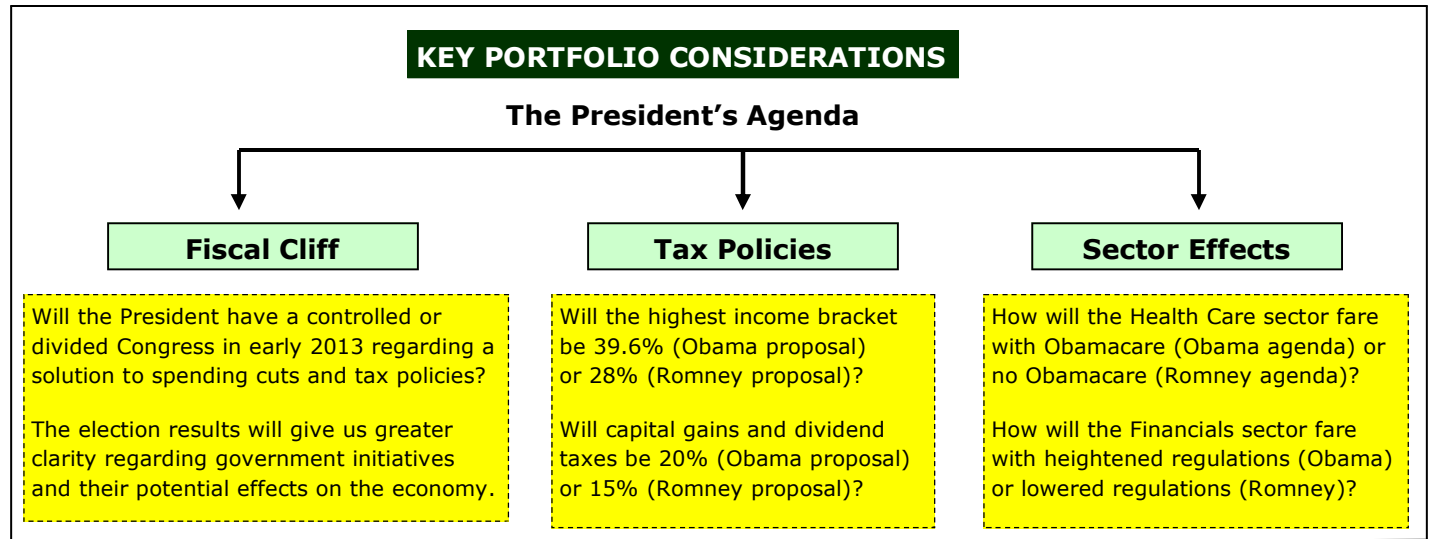 KEY PORTFOLIO CONSIDERATIONS
The President’s Agenda
Fiscal Cliff
Will the President have a controlled or
divided Congress in early 2013 regarding a
solution to spending cuts and tax policies?
The election results will give us greater
clarity regarding government initiatives
and their potential effects on the economy.
Tax Policies
Will the highest income bracket
be 39.6% (Obama proposal)
or 28% (Romney proposal)?
Will capital gains and dividend
taxes be 20% (Obama proposal)
or 15% (Romney proposal)?
Sector Effects
How will the Health Care sector fare
with Obamacare (Obama agenda) or
no Obamacare (Romney agenda)?
How will the Financials sector fare
with heightened regulations (Obama)
or lowered regulations (Romney)?